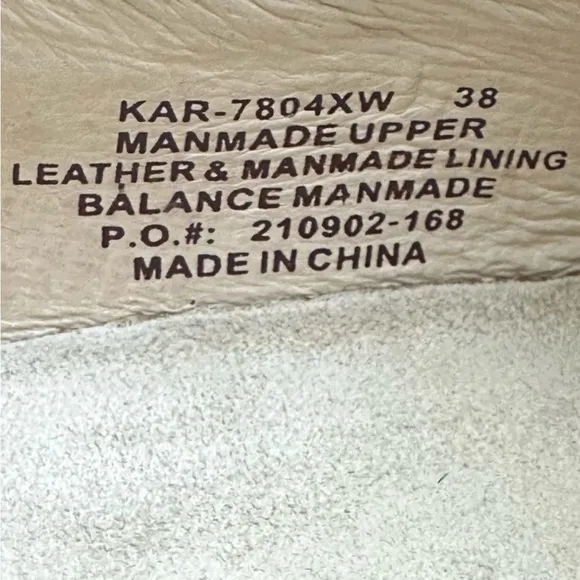 KAR-7804XW 38
MANMADE UPPER
LEATHER & MANMADE LINING
BALANCE MANMADE
P.O.#: 210902-168
MADE IN CHINA